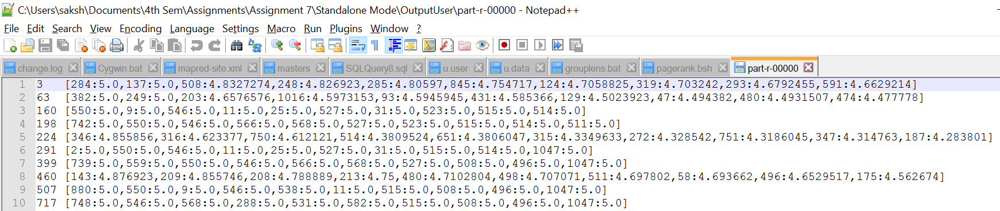 C:\Users\saksh\Documents\4th Sem\Assignments\Assignment 7\Standalone Mode\OutputUser\part-r-00000 - Notepad++
File Edit Search View Encoding Language Settings Macro Run Plugins Window ?
change.log Cygwin.bat mapred-site.xml masters SQLQuery8.sql u.user u.data grouplens.bat pagerank.bsh part-r-00000
1 3 [284:5.0,137:5.0,508:4.8327274,248:4.826923,285:4.80597,845:4.754717,124:4.7058825,319:4.703242,293:4.6792455,591:4.6629214]
2 63 [382:5.0,249:5.0,203:4.6576576,1016:4.5973153,93:4.5945945,431:4.585366,129:4.5023923,47:4.494382,480:4.4931507,474:4.477778]
3 160 [550:5.0,9:5.0,546:5.0,11:5.0,25:5.0,527:5.0,31:5.0,523:5.0,515:5.0,514:5.0]
4 198 [742:5.0,550:5.0,546:5.0,566:5.0,568:5.0,527:5.0,523:5.0,515:5.0,514:5.0,511:5.0]
5 224 [346:4.855856,316:4.623377,750:4.612121,514:4.3809524,651:4.3806047,315:4.3349633,272:4.328542,751:4.3186045,347:4.314763,187:4.283801]
6 291 [2:5.0,550:5.0,546:5.0,11:5.0,25:5.0,527:5.0,31:5.0,515:5.0,514:5.0,1047:5.0]
7 399 [739:5.0,559:5.0,550:5.0,546:5.0,566:5.0,568:5.0,527:5.0,508:5.0,496:5.0,1047:5.0]
8 460 [143:4.876923,209:4.855746,208:4.788889,213:4.75,480:4.7102804,498:4.707071,511:4.697802,58:4.693662,496:4.6529517,175:4.562674]
9 507 [880:5.0,550:5.0,9:5.0,546:5.0,538:5.0,11:5.0,515:5.0,508:5.0,496:5.0,1047:5.0]
10 717 [748:5.0,546:5.0,568:5.0,288:5.0,531:5.0,582:5.0,515:5.0,508:5.0,496:5.0,1047:5.0]